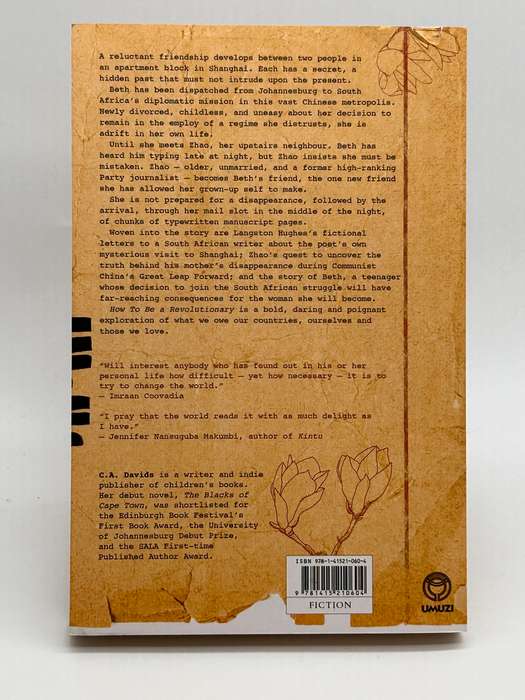 A reluctant friendship develops between two people in
an apartment block in Shanghai. Each has a secret, a
hidden past that must not intrude upon the present.
Beth has been dispatched from Johannesburg to South
Africa's diplomatic mission in this vast Chinese metropolis.
Newly divorced, childless, and uneasy about her decision to
remain in the employ of a regime she distrusts, she is
adrift in her own life.
Until she meets Zhao, her upstairs neighbour. Beth has
heard him typing late at night, but Zhao insists she must be
mistaken. Zhao – older, unmarried, and a former high-ranking
Party journalist – becomes Beth's friend, the one new friend
she has allowed her grown-up self to make.
She is not prepared for a disappearance, followed by the
arrival, through her mail slot in the middle of the night,
of chunks of typewritten manuscript pages.
Woven into the story are Langston Hughes's fictional
letters to a South African writer about the poet's own
mysterious visit to Shanghai; Zhao's quest to uncover the
truth behind his mother's disappearance during Communist
China's Great Leap Forward; and the story of Beth, a teenager
whose decision to join the South African struggle will have
far-reaching consequences for the woman she will become.
How To Be a Revolutionary is a bold, daring and poignant
exploration of what we owe our countries, ourselves and
those we love.
"Will interest anybody who has found out in his or her
personal life how difficult – yet how necessary – it is to
try to change the world."
– Imraan Coovadia
"I pray that the world reads it with as much delight as
I have."
– Jennifer Nansuguba Makumbi, author of Kintu
C.A. Davids is a writer and indie
publisher of children's books.
Her debut novel, The Blacks of
Cape Town, was shortlisted for
the Edinburgh Book Festival's
First Book Award, the University
of Johannesburg Debut Prize,
and the SALA First-time
Published Author Award.
ISBN 978-1-41521-060-4
9 781415 210604
FICTION
UMUZI